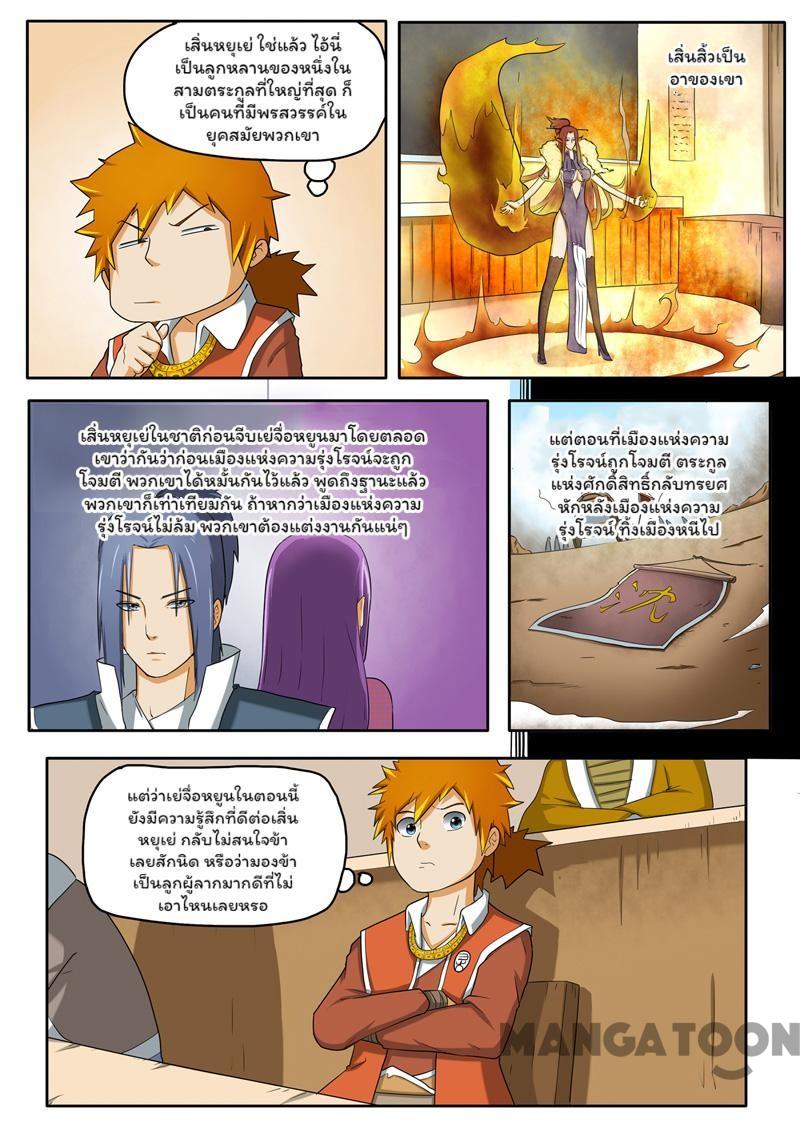 เสิ่นหยุเย่ ใช่แล้ว ไอ้นี่
เป็นลูกหลานของหนึ่งใน
สามตระกูลที่ใหญ่ที่สุด ก็
เป็นคนที่มีพรสวรรค์ใน
ยุคสมัยพวกเขา
เสิ่นสิ้วเป็น
อาของเขา
เสิ่นหยุเย่ในชาติก่อนจีบเย่จื่อหยูนมาโดยตลอด
เขาว่ากันว่าก่อนเมืองแห่งความรุ่งโรจน์จะถูก
โจมตี พวกเขาได้หมั้นกันไว้แล้ว พูดถึงฐานะแล้ว
พวกเขาก็เท่าเทียมกัน ถ้าหากว่าเมืองแห่งความ
รุ่งโรจน์ไม่ล้ม พวกเขาต้องแต่งงานกันแน่ๆ
แต่ตอนที่เมืองแห่งความ
รุ่งโรจน์ถูกโจมตี ตระกูล
แห่งศักดิ์สิทธิ์กลับทรยศ
หักหลังเมืองแห่งความ
รุ่งโรจน์ ทิ้งเมืองหนีไป
沈
แต่ว่าเย่จื่อหยูนในตอนนี้
ยังมีความรู้สึกที่ดีต่อเสิ่น
หยุเย่ กลับไม่สนใจข้า
เลยสักนิด หรือว่ามองข้า
เป็นลูกผู้ลากมากดีที่ไม่
เอาไหนเลยหรอ
MANGATOON